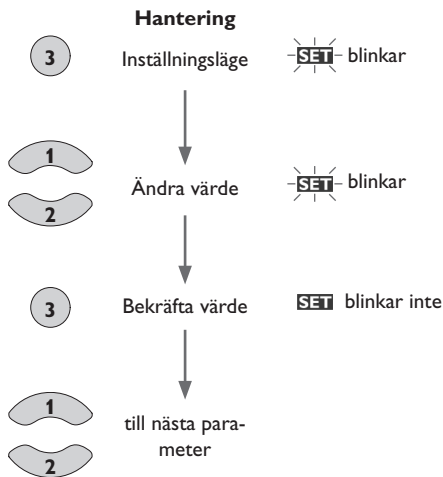 Hantering
3 Inställningsläge SET blinkar
1
2
Ändra värde SET blinkar
3 Bekräfta värde SET blinkar inte
1
2
till nästa para-
meter